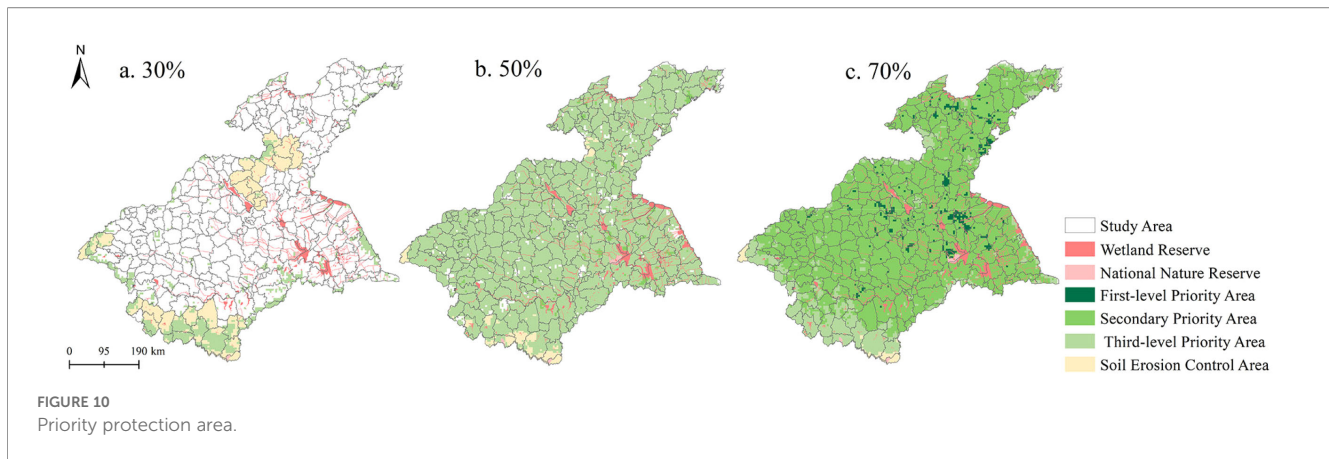 N
a. 30%
b. 50%
c. 70%
Study Area
Wetland Reserve
National Nature Reserve
First-level Priority Area
Secondary Priority Area
Third-level Priority Area
Soil Erosion Control Area
0 95 190 km
FIGURE 10
Priority protection area.